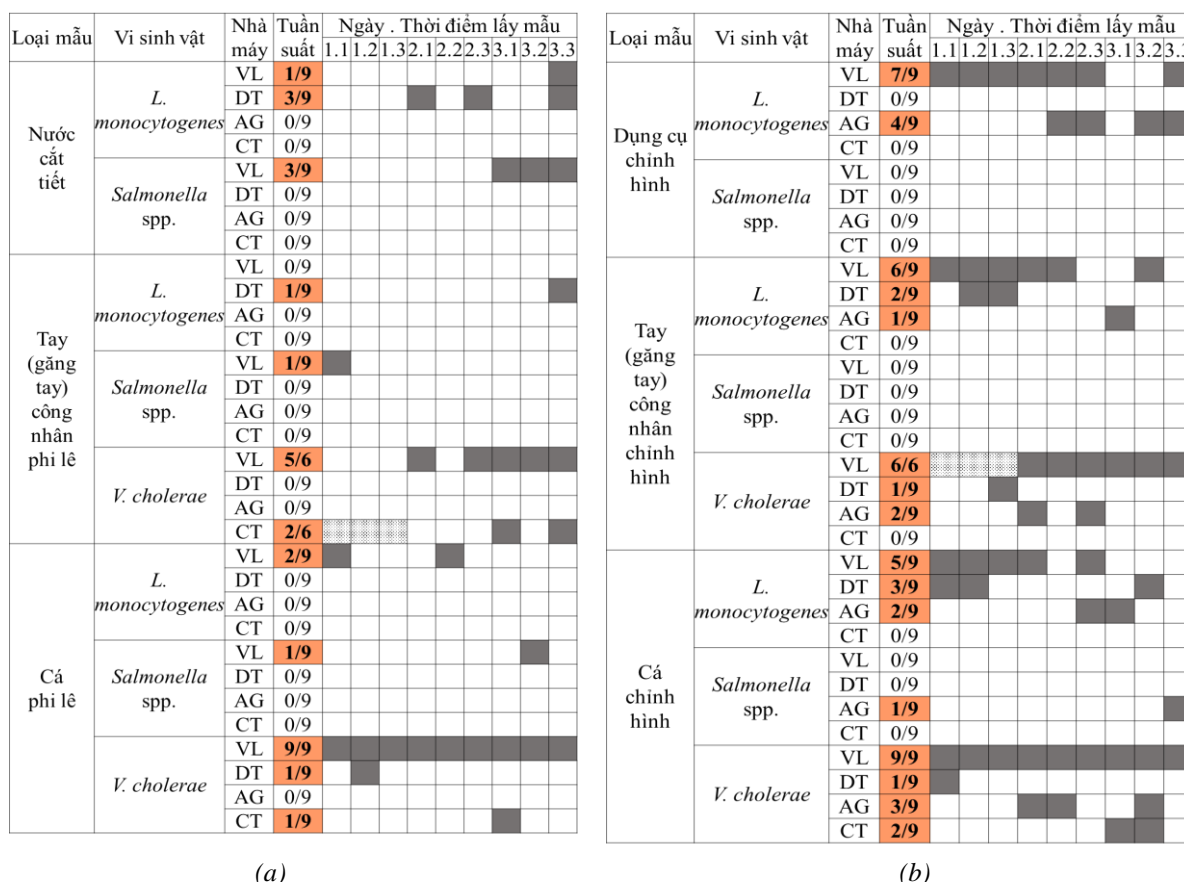 Loại mẫu Vi sinh vật Nhà máy Tuần suất Ngày . Thời điểm lấy mẫu
1.1 1.2 1.3 2.1 2.2 2.3 3.1 3.2 3.3
Nước cắt tiết
L. monocytogenes
VL 1/9
DT 3/9
AG 0/9
CT 0/9
Salmonella spp.
VL 3/9
DT 0/9
AG 0/9
CT 0/9
Tay (găng tay) công nhân phi lê
L. monocytogenes
VL 0/9
DT 1/9
AG 0/9
CT 0/9
Salmonella spp.
VL 1/9
DT 0/9
AG 0/9
CT 0/9
V. cholerae
VL 5/6
DT 0/9
AG 0/9
CT 2/6
Cá phi lê
L. monocytogenes
VL 2/9
DT 0/9
AG 0/9
CT 0/9
Salmonella spp.
VL 1/9
DT 0/9
AG 0/9
CT 0/9
V. cholerae
VL 9/9
DT 1/9
AG 0/9
CT 1/9
(a)
Loại mẫu Vi sinh vật Nhà máy Tuần suất Ngày . Thời điểm lấy mẫu
1.1 1.2 1.3 2.1 2.2 2.3 3.1 3.2
Dụng cụ chỉnh hình
L. monocytogenes
VL 7/9
DT 0/9
AG 4/9
CT 0/9
Salmonella spp.
VL 0/9
DT 0/9
AG 0/9
CT 0/9
Tay (găng tay) công nhân chỉnh hình
L. monocytogenes
VL 6/9
DT 2/9
AG 1/9
CT 0/9
Salmonella spp.
VL 0/9
DT 0/9
AG 0/9
CT 0/9
V. cholerae
VL 6/6
DT 1/9
AG 2/9
CT 0/9
Cá chỉnh hình
L. monocytogenes
VL 5/9
DT 3/9
AG 2/9
CT 0/9
Salmonella spp.
VL 0/9
DT 0/9
AG 1/9
CT 0/9
V. cholerae
VL 9/9
DT 1/9
AG 3/9
CT 2/9
(b)